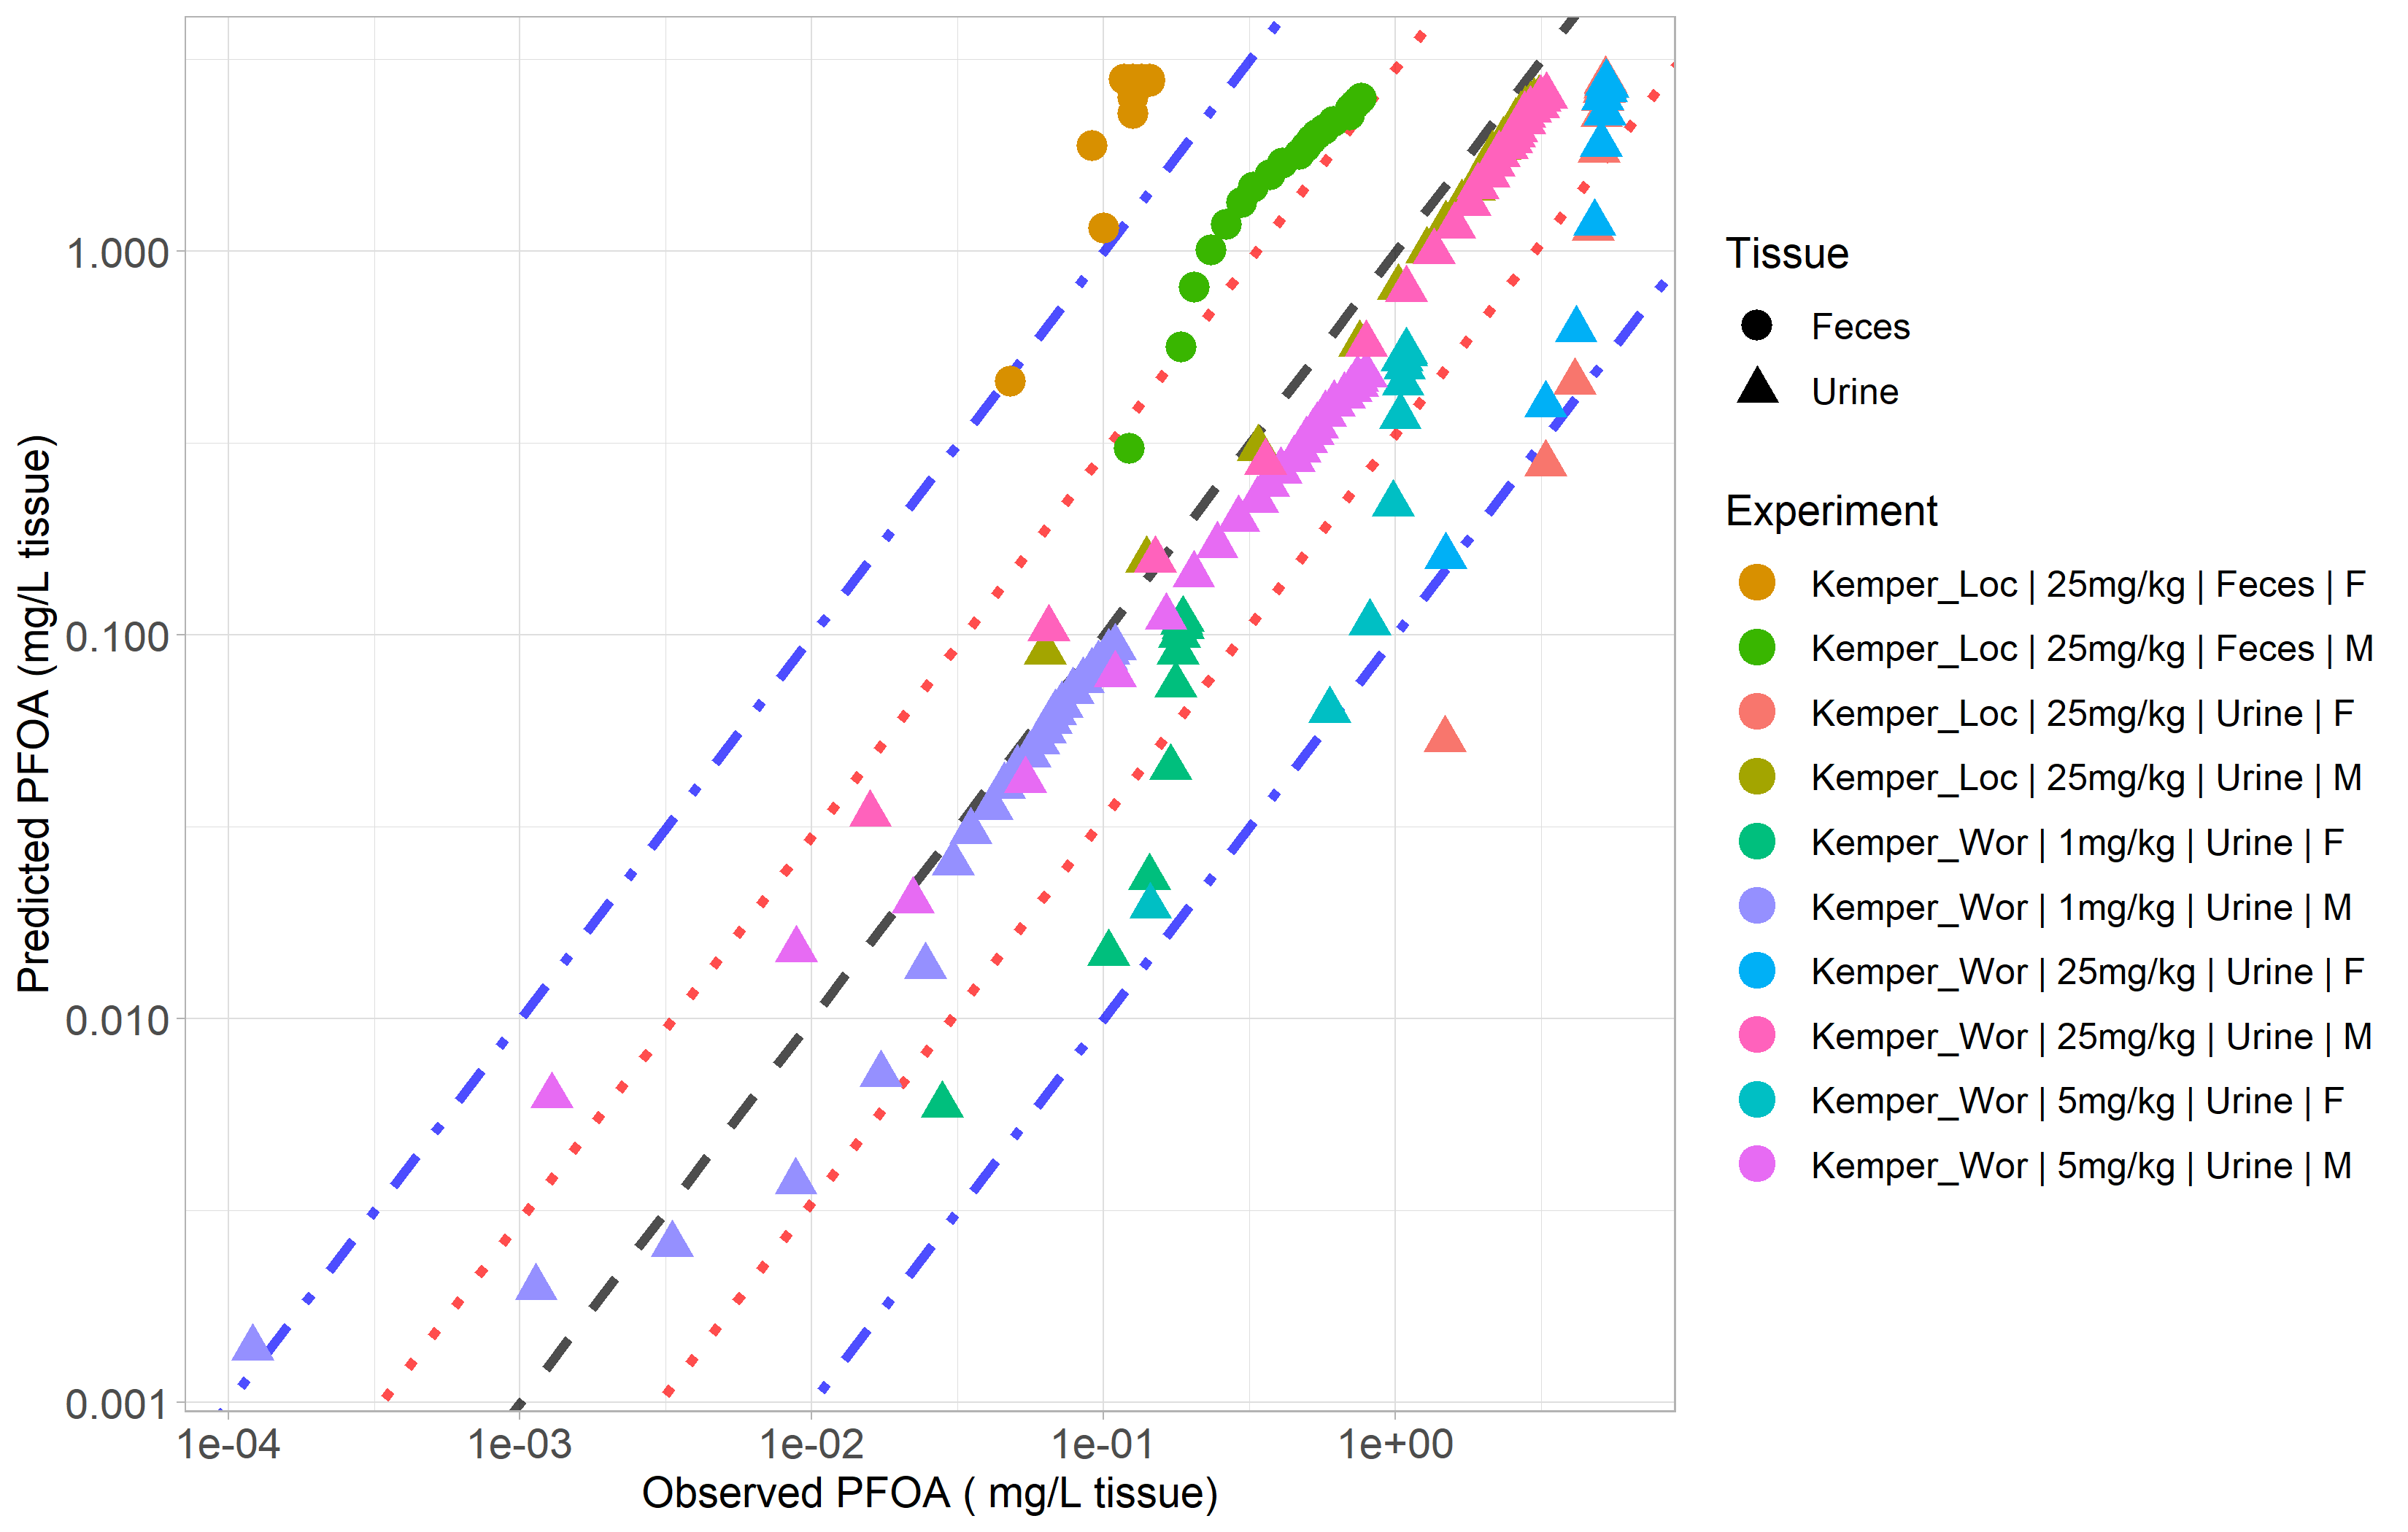 Predicted PFOA (mg/L tissue)
1.000
0.100
0.010
0.001
1e-04
1e-03
1e-02
1e-01
1e+00
Observed PFOA ( mg/L tissue)
Tissue
Feces
Urine
Experiment
Kemper_Loc | 25mg/kg | Feces | F
Kemper_Loc | 25mg/kg | Feces | M
Kemper_Loc | 25mg/kg | Urine | F
Kemper_Loc | 25mg/kg | Urine | M
Kemper_Wor | 1mg/kg | Urine | F
Kemper_Wor | 1mg/kg | Urine | M
Kemper_Wor | 25mg/kg | Urine | F
Kemper_Wor | 25mg/kg | Urine | M
Kemper_Wor | 5mg/kg | Urine | F
Kemper_Wor | 5mg/kg | Urine | M